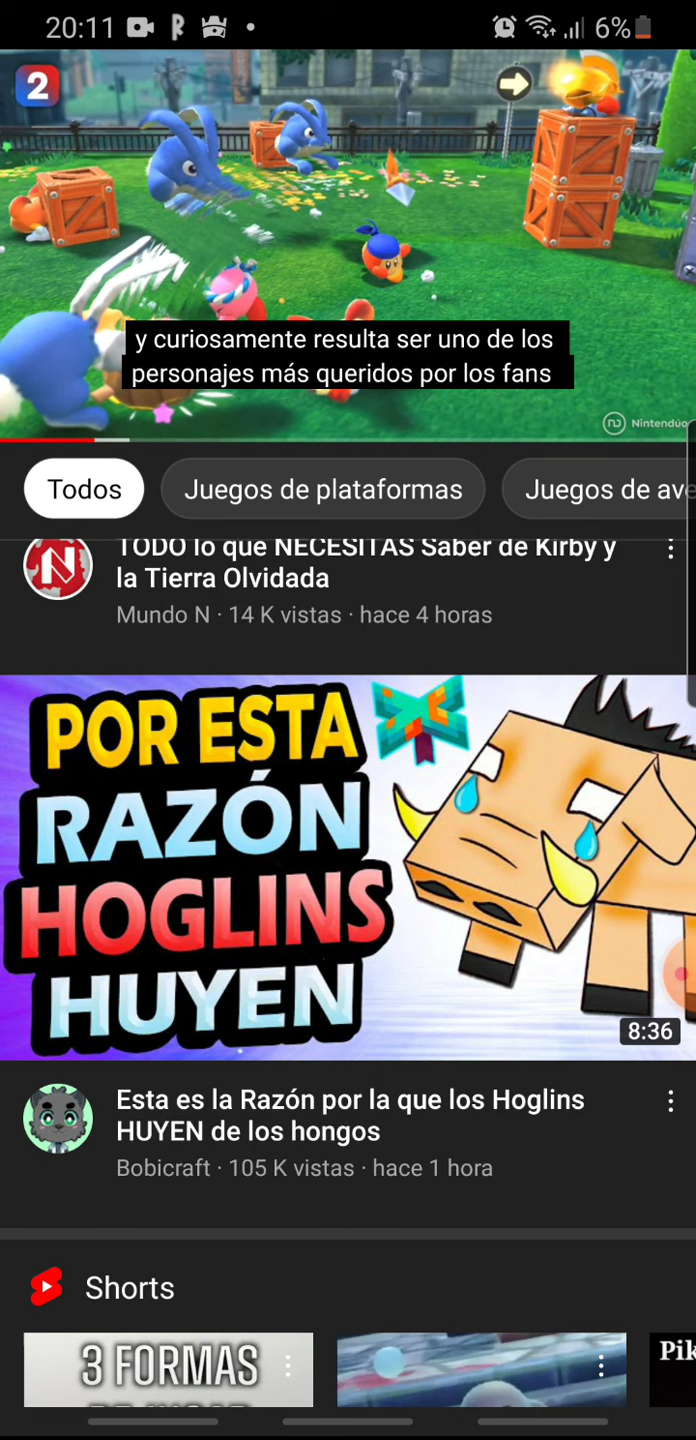 20:11
6%
2
y curiosamente resulta ser uno de los
personajes más queridos por los fans
Nintendúo
Todos
Juegos de plataformas
Juegos de ave
TODO lo que NECESITAS Saber de Kirby y
la Tierra Olvidada
Mundo N · 14 K vistas · hace 4 horas
POR ESTA
RAZÓN
HOGLINS
HUYEN
8:36
Esta es la Razón por la que los Hoglins
HUYEN de los hongos
Bobicraft · 105 K vistas · hace 1 hora
Shorts
3 FORMAS
Pik